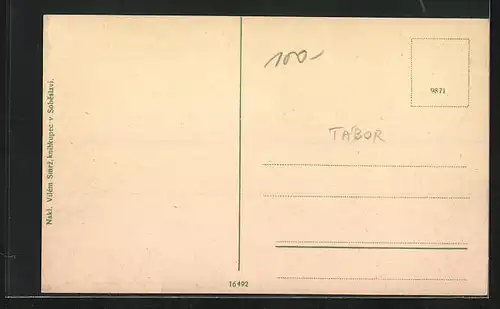 Nakl. Vilém Smrž, knihkupec v Soběslavi.
100-
9871
TABOR
16492